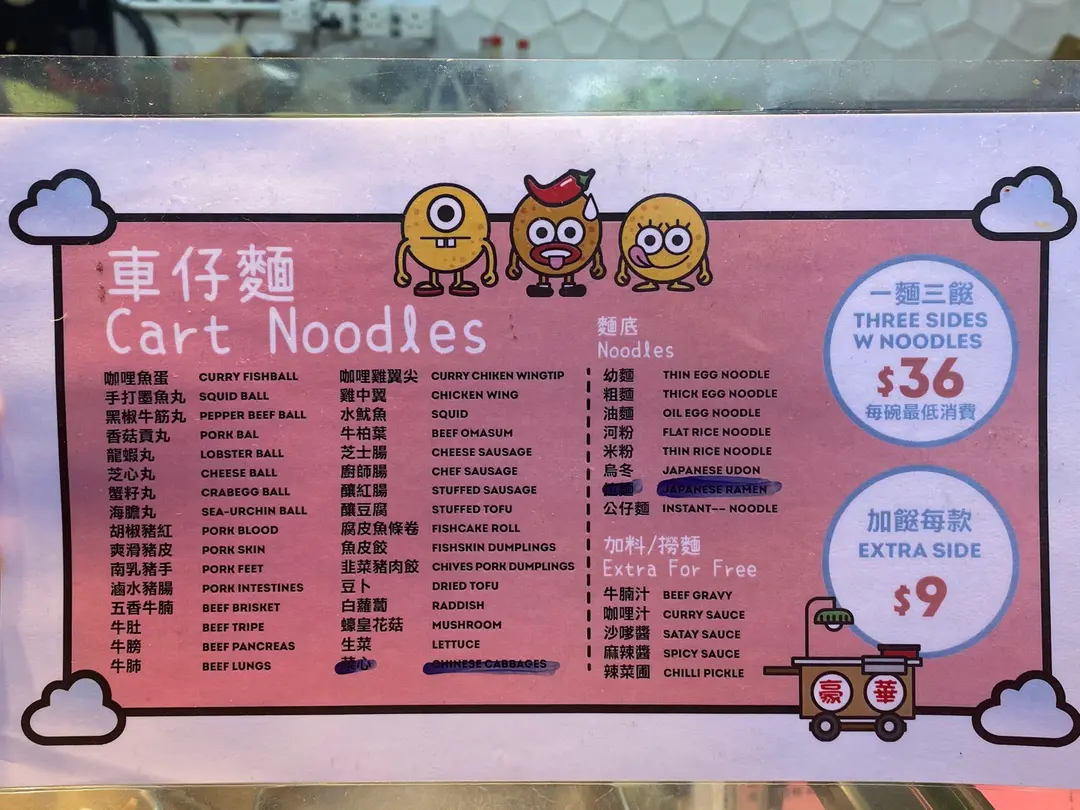 車仔麵
Cart Noodles
咖哩魚蛋 CURRY FISHBALL
手打墨魚丸 SQUID BALL
黑椒牛筋丸 PEPPER BEEF BALL
香菇貢丸 PORK BAL
龍蝦丸 LOBSTER BALL
芝心丸 CHEESE BALL
蟹籽丸 CRABEGG BALL
海膽丸 SEA-URCHIN BALL
胡椒豬紅 PORK BLOOD
爽滑豬皮 PORK SKIN
南乳豬手 PORK FEET
滷水豬腸 PORK INTESTINES
五香牛腩 BEEF BRISKET
牛肚 BEEF TRIPE
牛膀 BEEF PANCREAS
牛肺 BEEF LUNGS
咖哩雞翼尖 CURRY CHIKEN WINGTIP
雞中翼 CHICKEN WING
水魷魚 SQUID
牛柏葉 BEEF OMASUM
芝士腸 CHEESE SAUSAGE
廚師腸 CHEF SAUSAGE
釀紅腸 STUFFED SAUSAGE
釀豆腐 STUFFED TOFU
腐皮魚條卷 FISHCAKE ROLL
魚皮餃 FISHSKIN DUMPLINGS
韭菜豬肉餃 CHIVES PORK DUMPLINGS
豆卜 DRIED TOFU
白蘿蔔 RADDISH
蠔皇花菇 MUSHROOM
生菜 LETTUCE
菜心 CHINESE CABBAGES
麵底
Noodles
幼麵 THIN EGG NOODLE
粗麵 THICK EGG NOODLE
油麵 OIL EGG NOODLE
河粉 FLAT RICE NOODLE
米粉 THIN RICE NOODLE
烏冬 JAPANESE UDON
JAPANESE RAMEN
公仔麵 INSTANT-- NOODLE
加料/撈麵
Extra For Free
牛腩汁 BEEF GRAVY
咖哩汁 CURRY SAUCE
沙嗲醬 SATAY SAUCE
麻辣醬 SPICY SAUCE
辣菜圃 CHILLI PICKLE
一麵三餸
THREE SIDES
W NOODLES
$36
每碗最低消費
加餸每款
EXTRA SIDE
$9
豪華